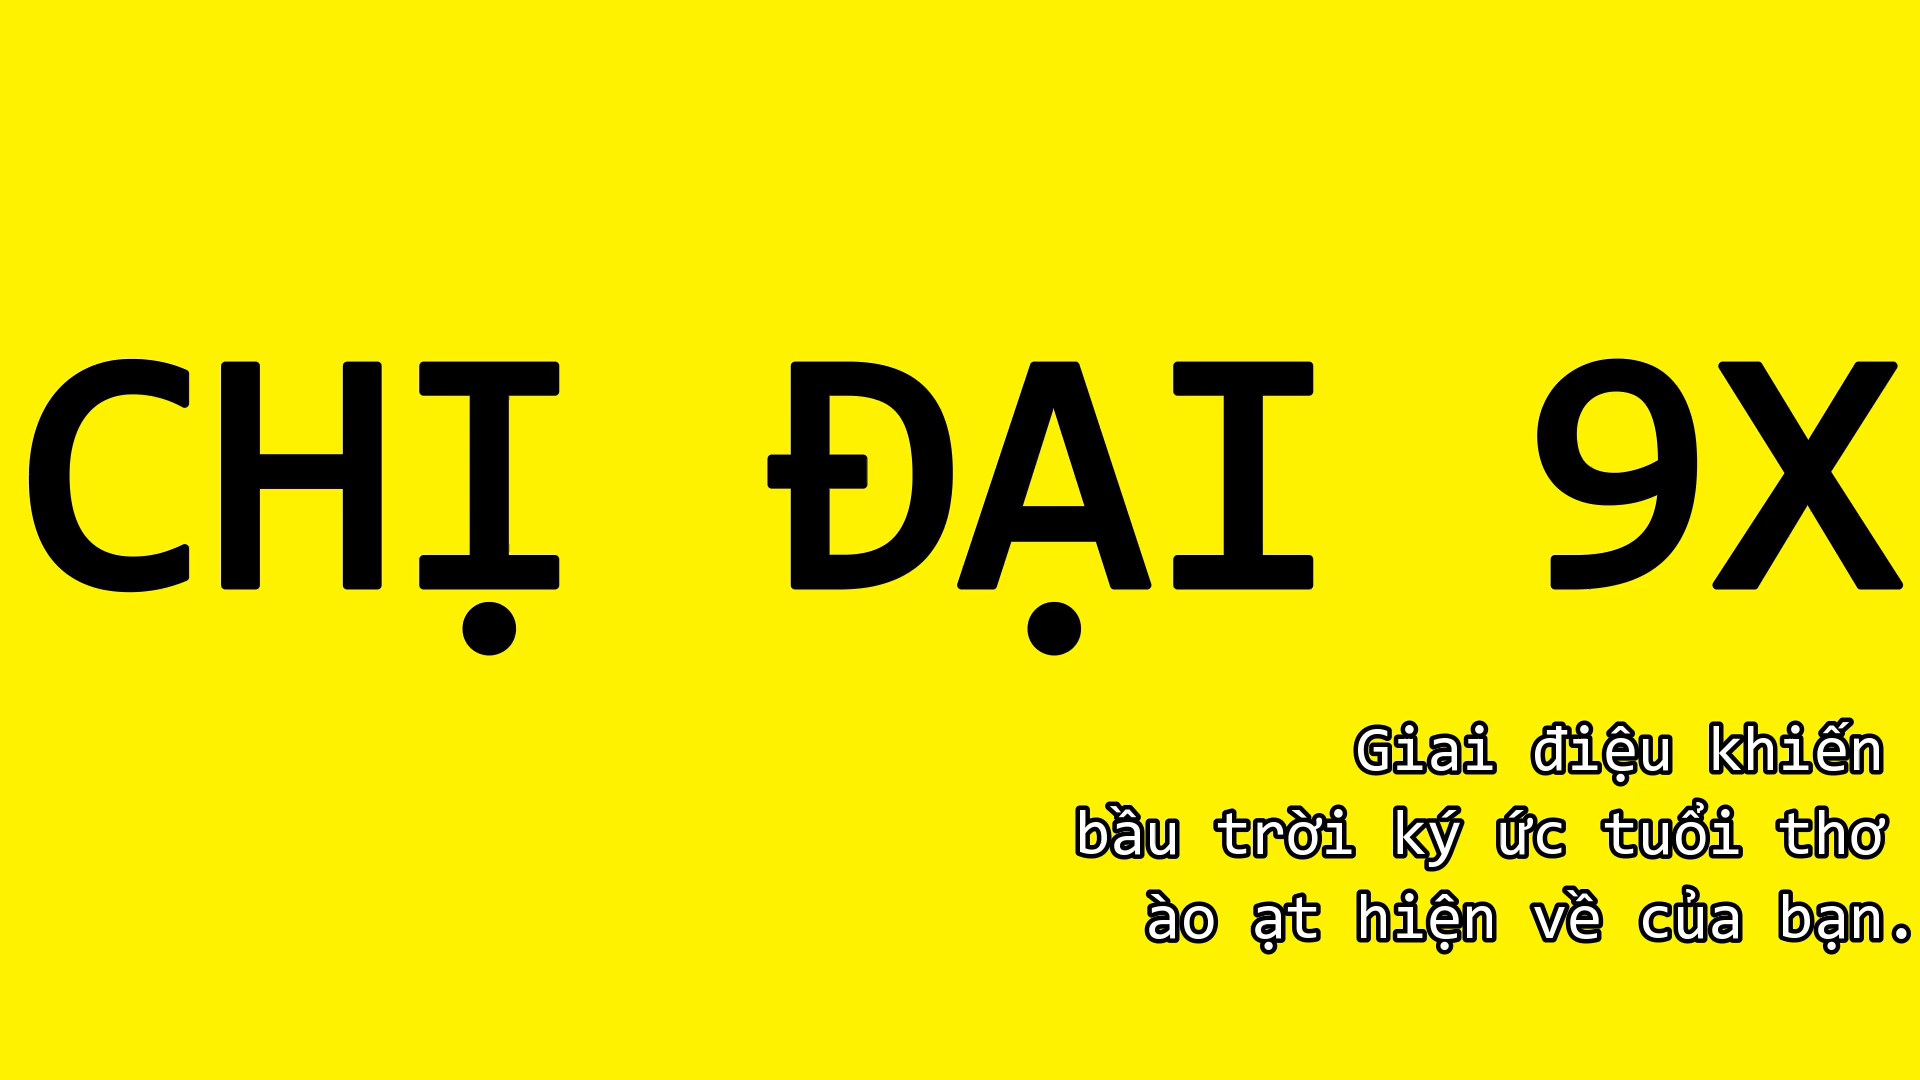 CHỊ ĐẠI 9X
Giai điệu khiến
bầu trời ký ức tuổi thơ
ào ạt hiện về của bạn.